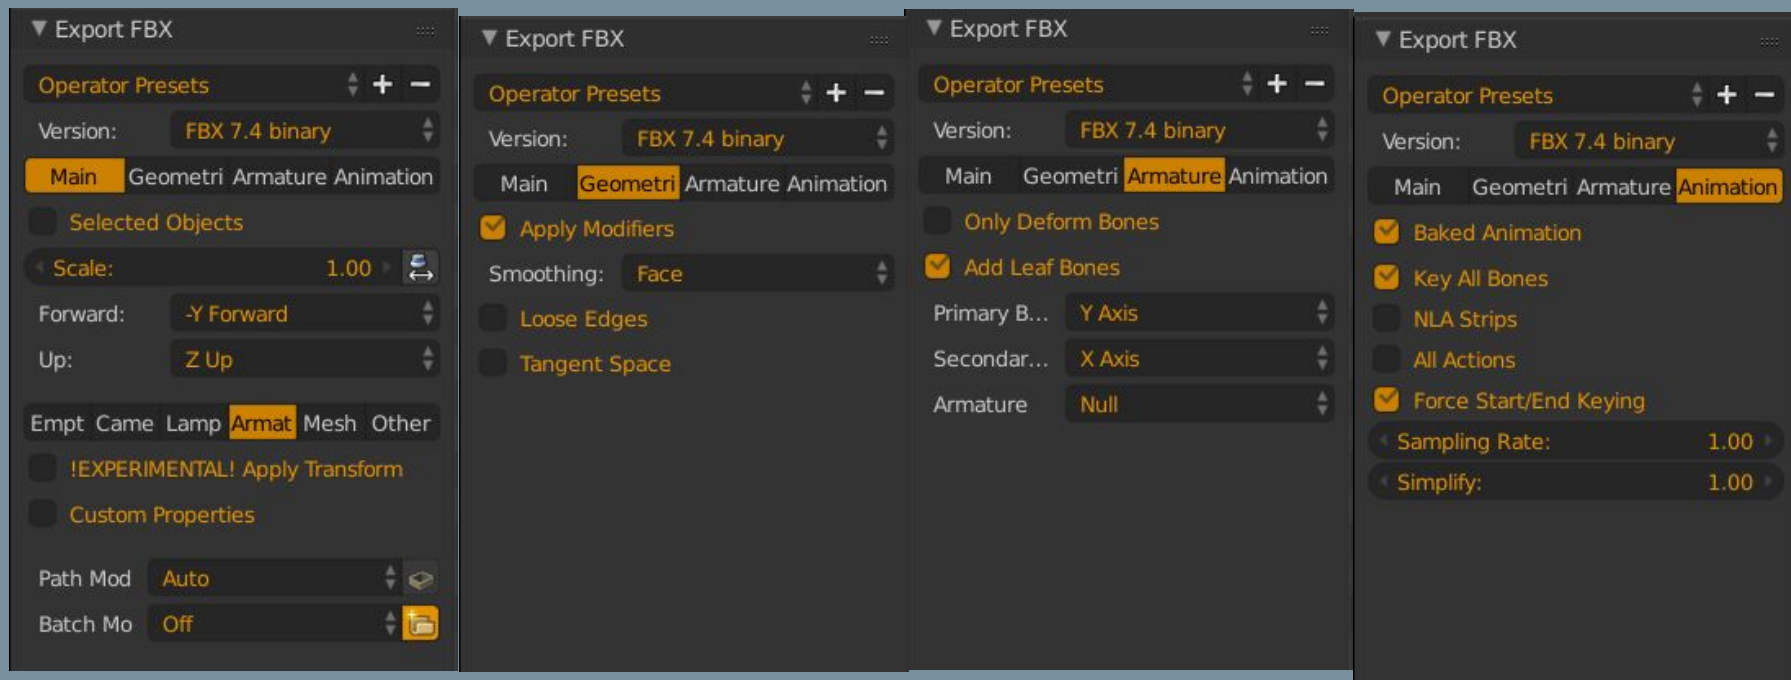 Export FBX
Operator Presets
Version: FBX 7.4 binary
Main Geometri Armature Animation
Selected Objects
Scale: 1.00
Forward: -Y Forward
Up: Z Up
Empt Came Lamp Armat Mesh Other
!EXPERIMENTAL! Apply Transform
Custom Properties
Path Mod Auto
Batch Mo Off
Export FBX
Operator Presets
Version: FBX 7.4 binary
Main Geometri Armature Animation
Apply Modifiers
Smoothing: Face
Loose Edges
Tangent Space
Export FBX
Operator Presets
Version: FBX 7.4 binary
Main Geometri Armature Animation
Only Deform Bones
Add Leaf Bones
Primary B... Y Axis
Secondar... X Axis
Armature Null
Export FBX
Operator Presets
Version: FBX 7.4 binary
Main Geometri Armature Animation
Baked Animation
Key All Bones
NLA Strips
All Actions
Force Start/End Keying
Sampling Rate: 1.00
Simplify: 1.00